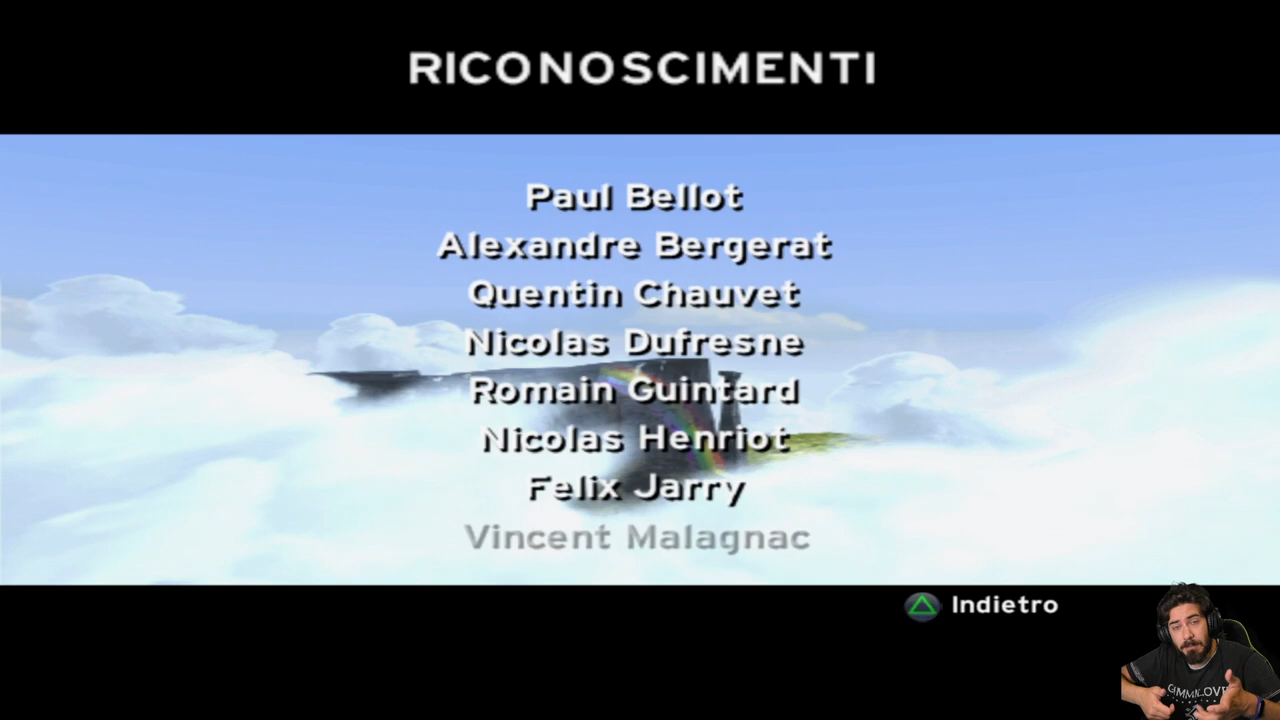 RICONOSCIMENTI
Paul Bellot
Alexandre Bergerat
Quentin Chauvet
Nicolas Dufresne
Romain Guintard
Nicolas Henriot
Felix Jarry
Vincent Malagnac
Indietro